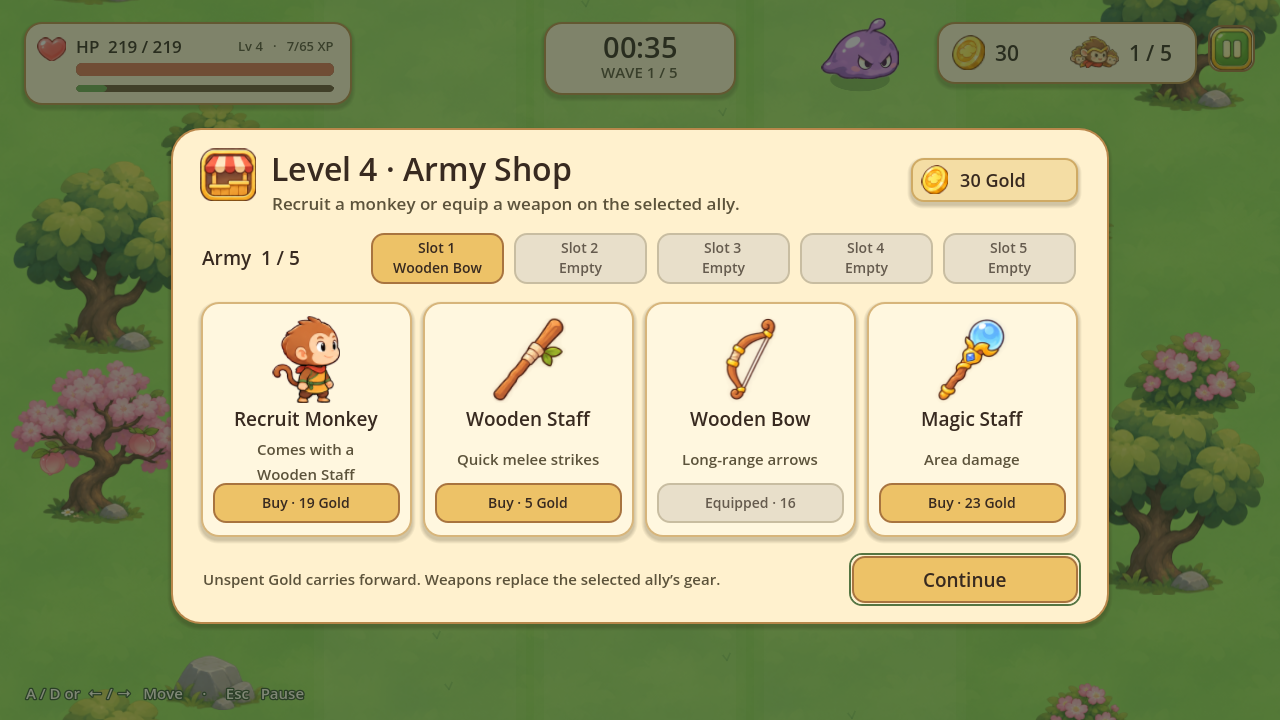 HP 219 / 219
Lv 4 · 7/65 XP
00:35
WAVE 1 / 5
30
1 / 5
Level 4 · Army Shop
Recruit a monkey or equip a weapon on the selected ally.
30 Gold
Army 1 / 5
Slot 1
Wooden Bow
Slot 2
Empty
Slot 3
Empty
Slot 4
Empty
Slot 5
Empty
Recruit Monkey
Comes with a
Wooden Staff
Buy · 19 Gold
Wooden Staff
Quick melee strikes
Buy · 5 Gold
Wooden Bow
Long-range arrows
Equipped · 16
Magic Staff
Area damage
Buy · 23 Gold
Unspent Gold carries forward. Weapons replace the selected ally’s gear.
Continue
A / D or ← / → Move · Esc Pause